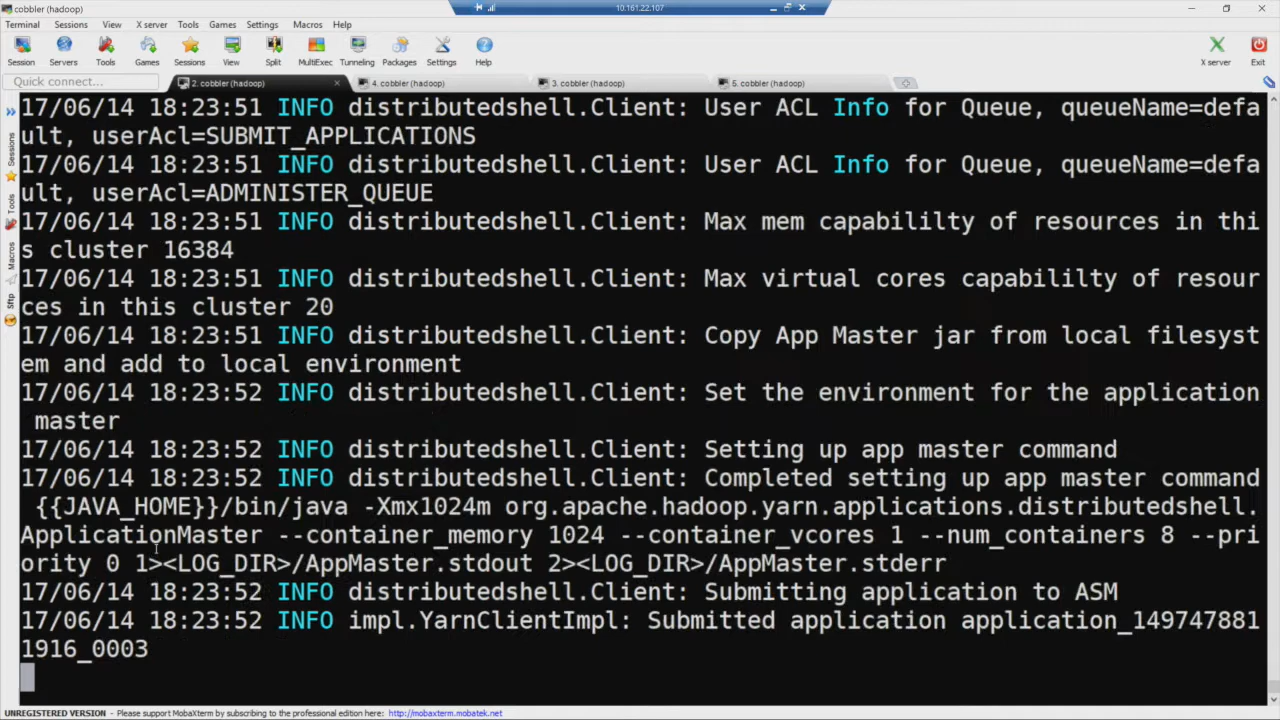 cobbler (hadoop)
10.161.22.107
Terminal Sessions View X server Tools Games Settings Macros Help
Session Servers Tools Games Sessions View Split MultiExec Tunneling Packages Settings Help X server Exit
Quick connect...
2. cobbler (hadoop)
4. cobbler (hadoop)
3. cobbler (hadoop)
5. cobbler (hadoop)
Sessions
Tools
Macros
Sftp
17/06/14 18:23:51 INFO distributedshell.Client: User ACL Info for Queue, queueName=defa
ult, userAcl=SUBMIT_APPLICATIONS
17/06/14 18:23:51 INFO distributedshell.Client: User ACL Info for Queue, queueName=defa
ult, userAcl=ADMINISTER_QUEUE
17/06/14 18:23:51 INFO distributedshell.Client: Max mem capabililty of resources in thi
s cluster 16384
17/06/14 18:23:51 INFO distributedshell.Client: Max virtual cores capabililty of resour
ces in this cluster 20
17/06/14 18:23:51 INFO distributedshell.Client: Copy App Master jar from local filesyst
em and add to local environment
17/06/14 18:23:52 INFO distributedshell.Client: Set the environment for the application
master
17/06/14 18:23:52 INFO distributedshell.Client: Setting up app master command
17/06/14 18:23:52 INFO distributedshell.Client: Completed setting up app master command
{{JAVA_HOME}}/bin/java -Xmx1024m org.apache.hadoop.yarn.applications.distributedshell.
ApplicationMaster --container_memory 1024 --container_vcores 1 --num_containers 8 --pri
ority 0 1><LOG_DIR>/AppMaster.stdout 2><LOG_DIR>/AppMaster.stderr
17/06/14 18:23:52 INFO distributedshell.Client: Submitting application to ASM
17/06/14 18:23:52 INFO impl.YarnClientImpl: Submitted application application_149747881
1916_0003
UNREGISTERED VERSION - Please support MobaXterm by subscribing to the professional edition here: http://mobaxterm.mobatek.net